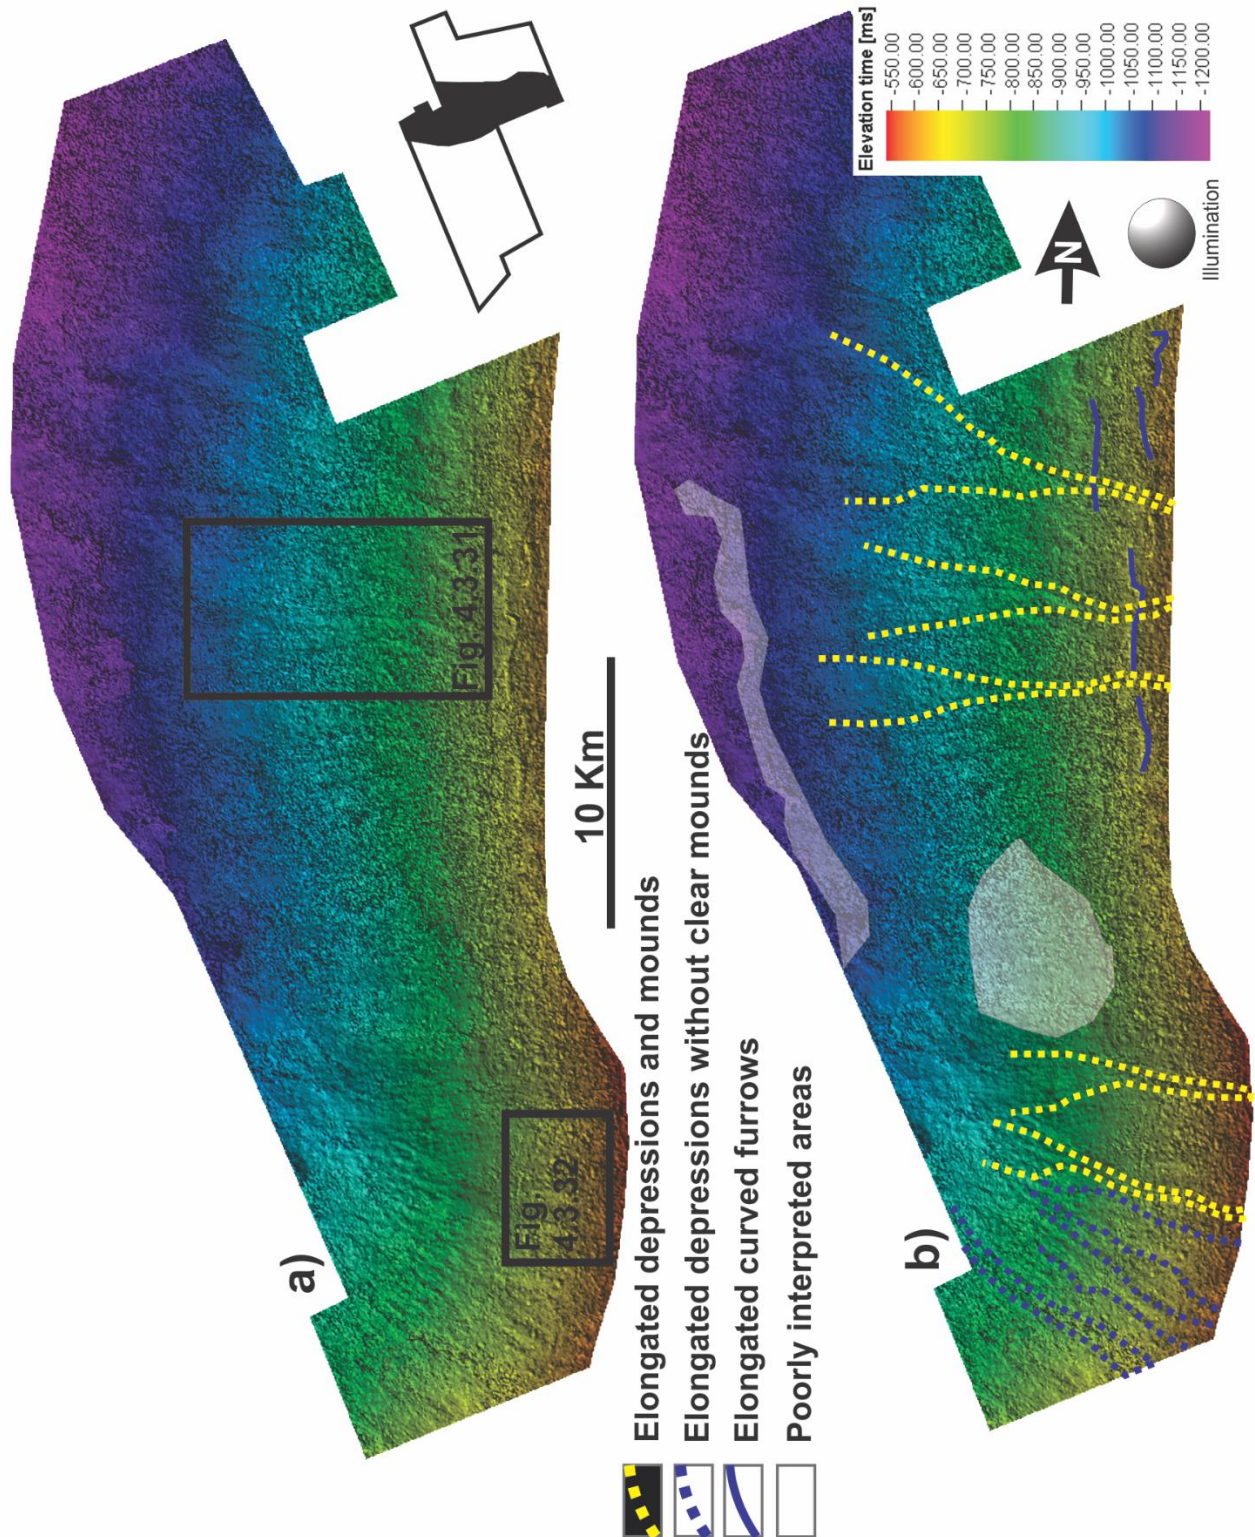 a)
Fig.
4.3.32
Fig. 4.3.31
10 Km
Elongated depressions and mounds
Elongated depressions without clear mounds
Elongated curved furrows
Poorly interpreted areas
b)
N
Illumination
Elevation time [ms]
-550.00
-600.00
-650.00
-700.00
-750.00
-800.00
-850.00
-900.00
-950.00
-1000.00
-1050.00
-1100.00
-1150.00
-1200.00